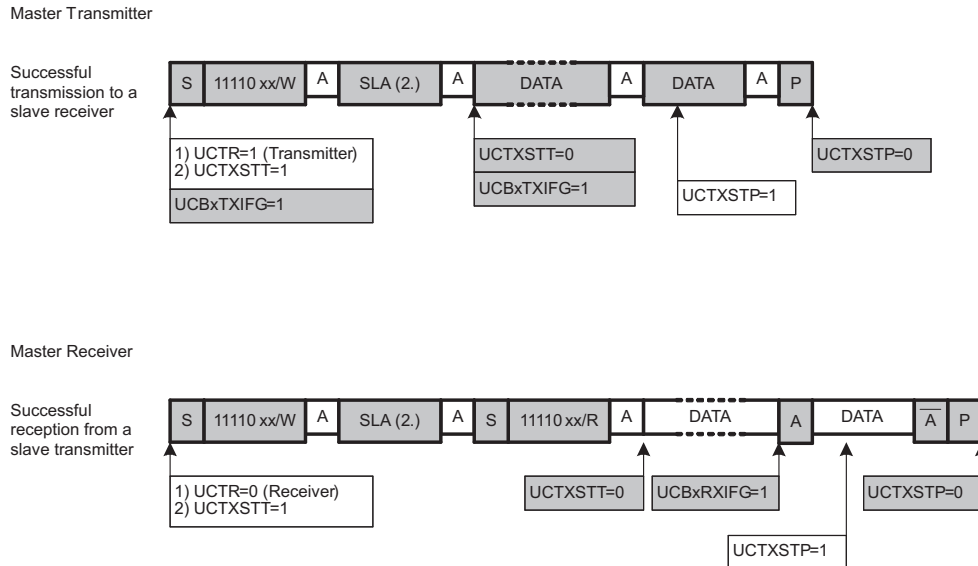 Master Transmitter
Successful
transmission to a
slave receiver
S 11110 xx/W A SLA (2.) A DATA A DATA A P
1) UCTR=1 (Transmitter)
2) UCTXSTT=1
UCBxTXIFG=1
UCTXSTT=0
UCBxTXIFG=1
UCTXSTP=1
UCTXSTP=0
Master Receiver
Successful
reception from a
slave transmitter
S 11110 xx/W A SLA (2.) A S 11110 xx/R A DATA A DATA A̅ P
1) UCTR=0 (Receiver)
2) UCTXSTT=1
UCTXSTT=0
UCBxRXIFG=1
UCTXSTP=1
UCTXSTP=0